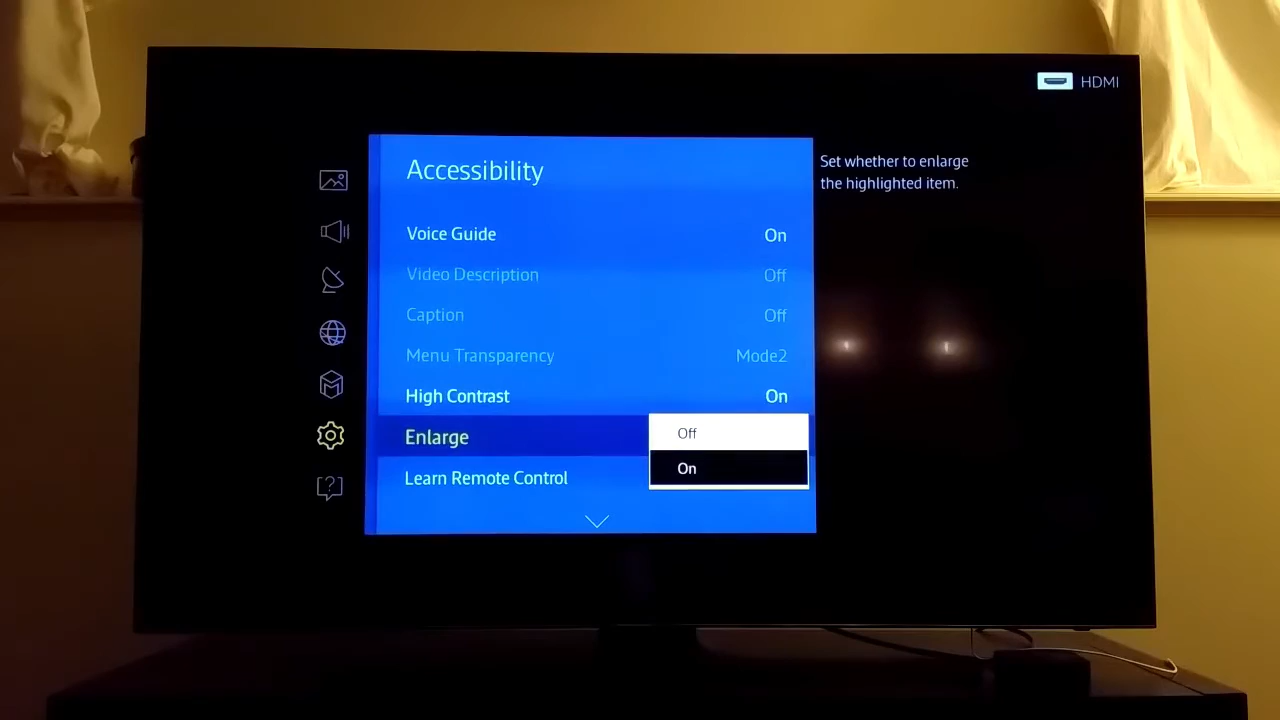 HDMI
Accessibility
Set whether to enlarge
the highlighted item.
Voice Guide On
Video Description Off
Caption Off
Menu Transparency Mode2
High Contrast On
Enlarge
Off
On
Learn Remote Control